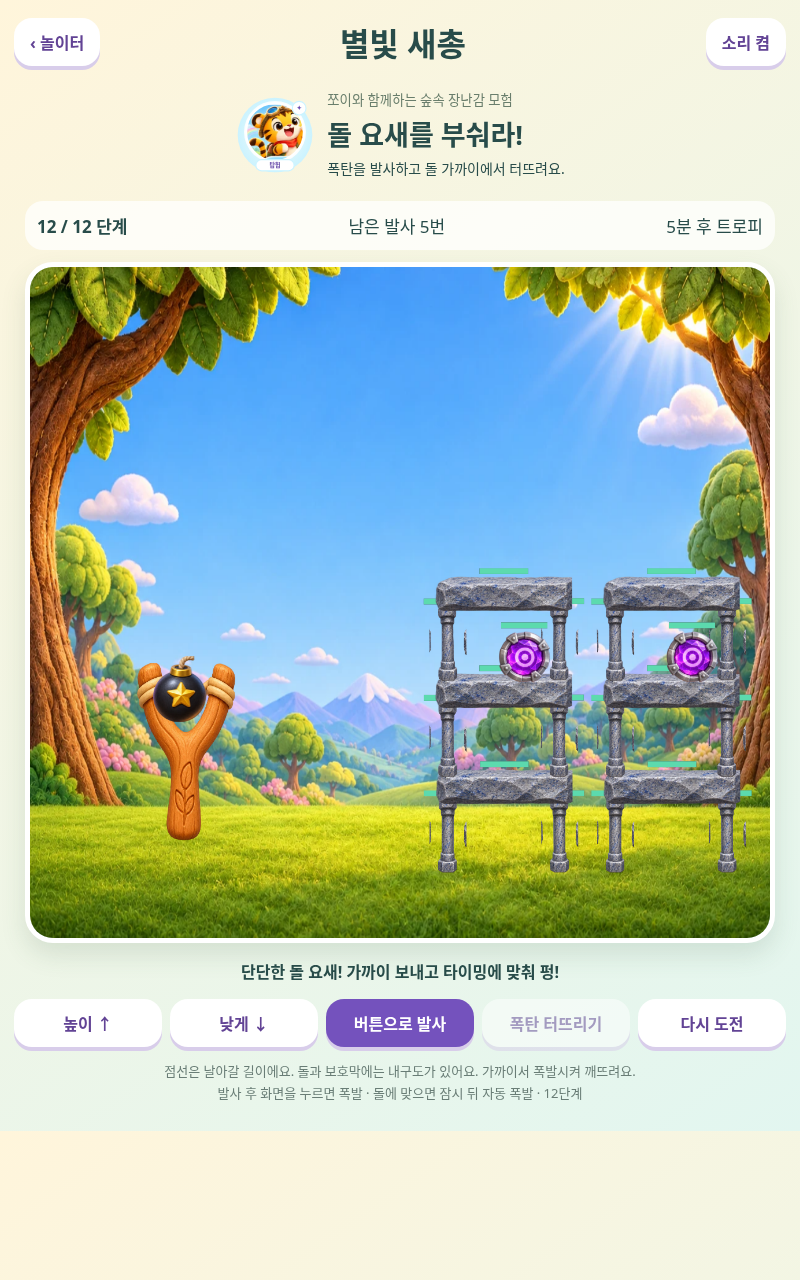 ‹ 놀이터
별빛 새총
소리 켬
쪼이와 함께하는 숲속 장난감 모험
돌 요새를 부숴라!
폭탄을 발사하고 돌 가까이에서 터뜨려요.
탐험
12 / 12 단계
남은 발사 5번
5분 후 트로피
단단한 돌 요새! 가까이 보내고 타이밍에 맞춰 펑!
높이 ↑
낮게 ↓
버튼으로 발사
폭탄 터뜨리기
다시 도전
점선은 날아갈 길이에요. 돌과 보호막에는 내구도가 있어요. 가까이서 폭발시켜 깨뜨려요.
발사 후 화면을 누르면 폭발 · 돌에 맞으면 잠시 뒤 자동 폭발 · 12단계